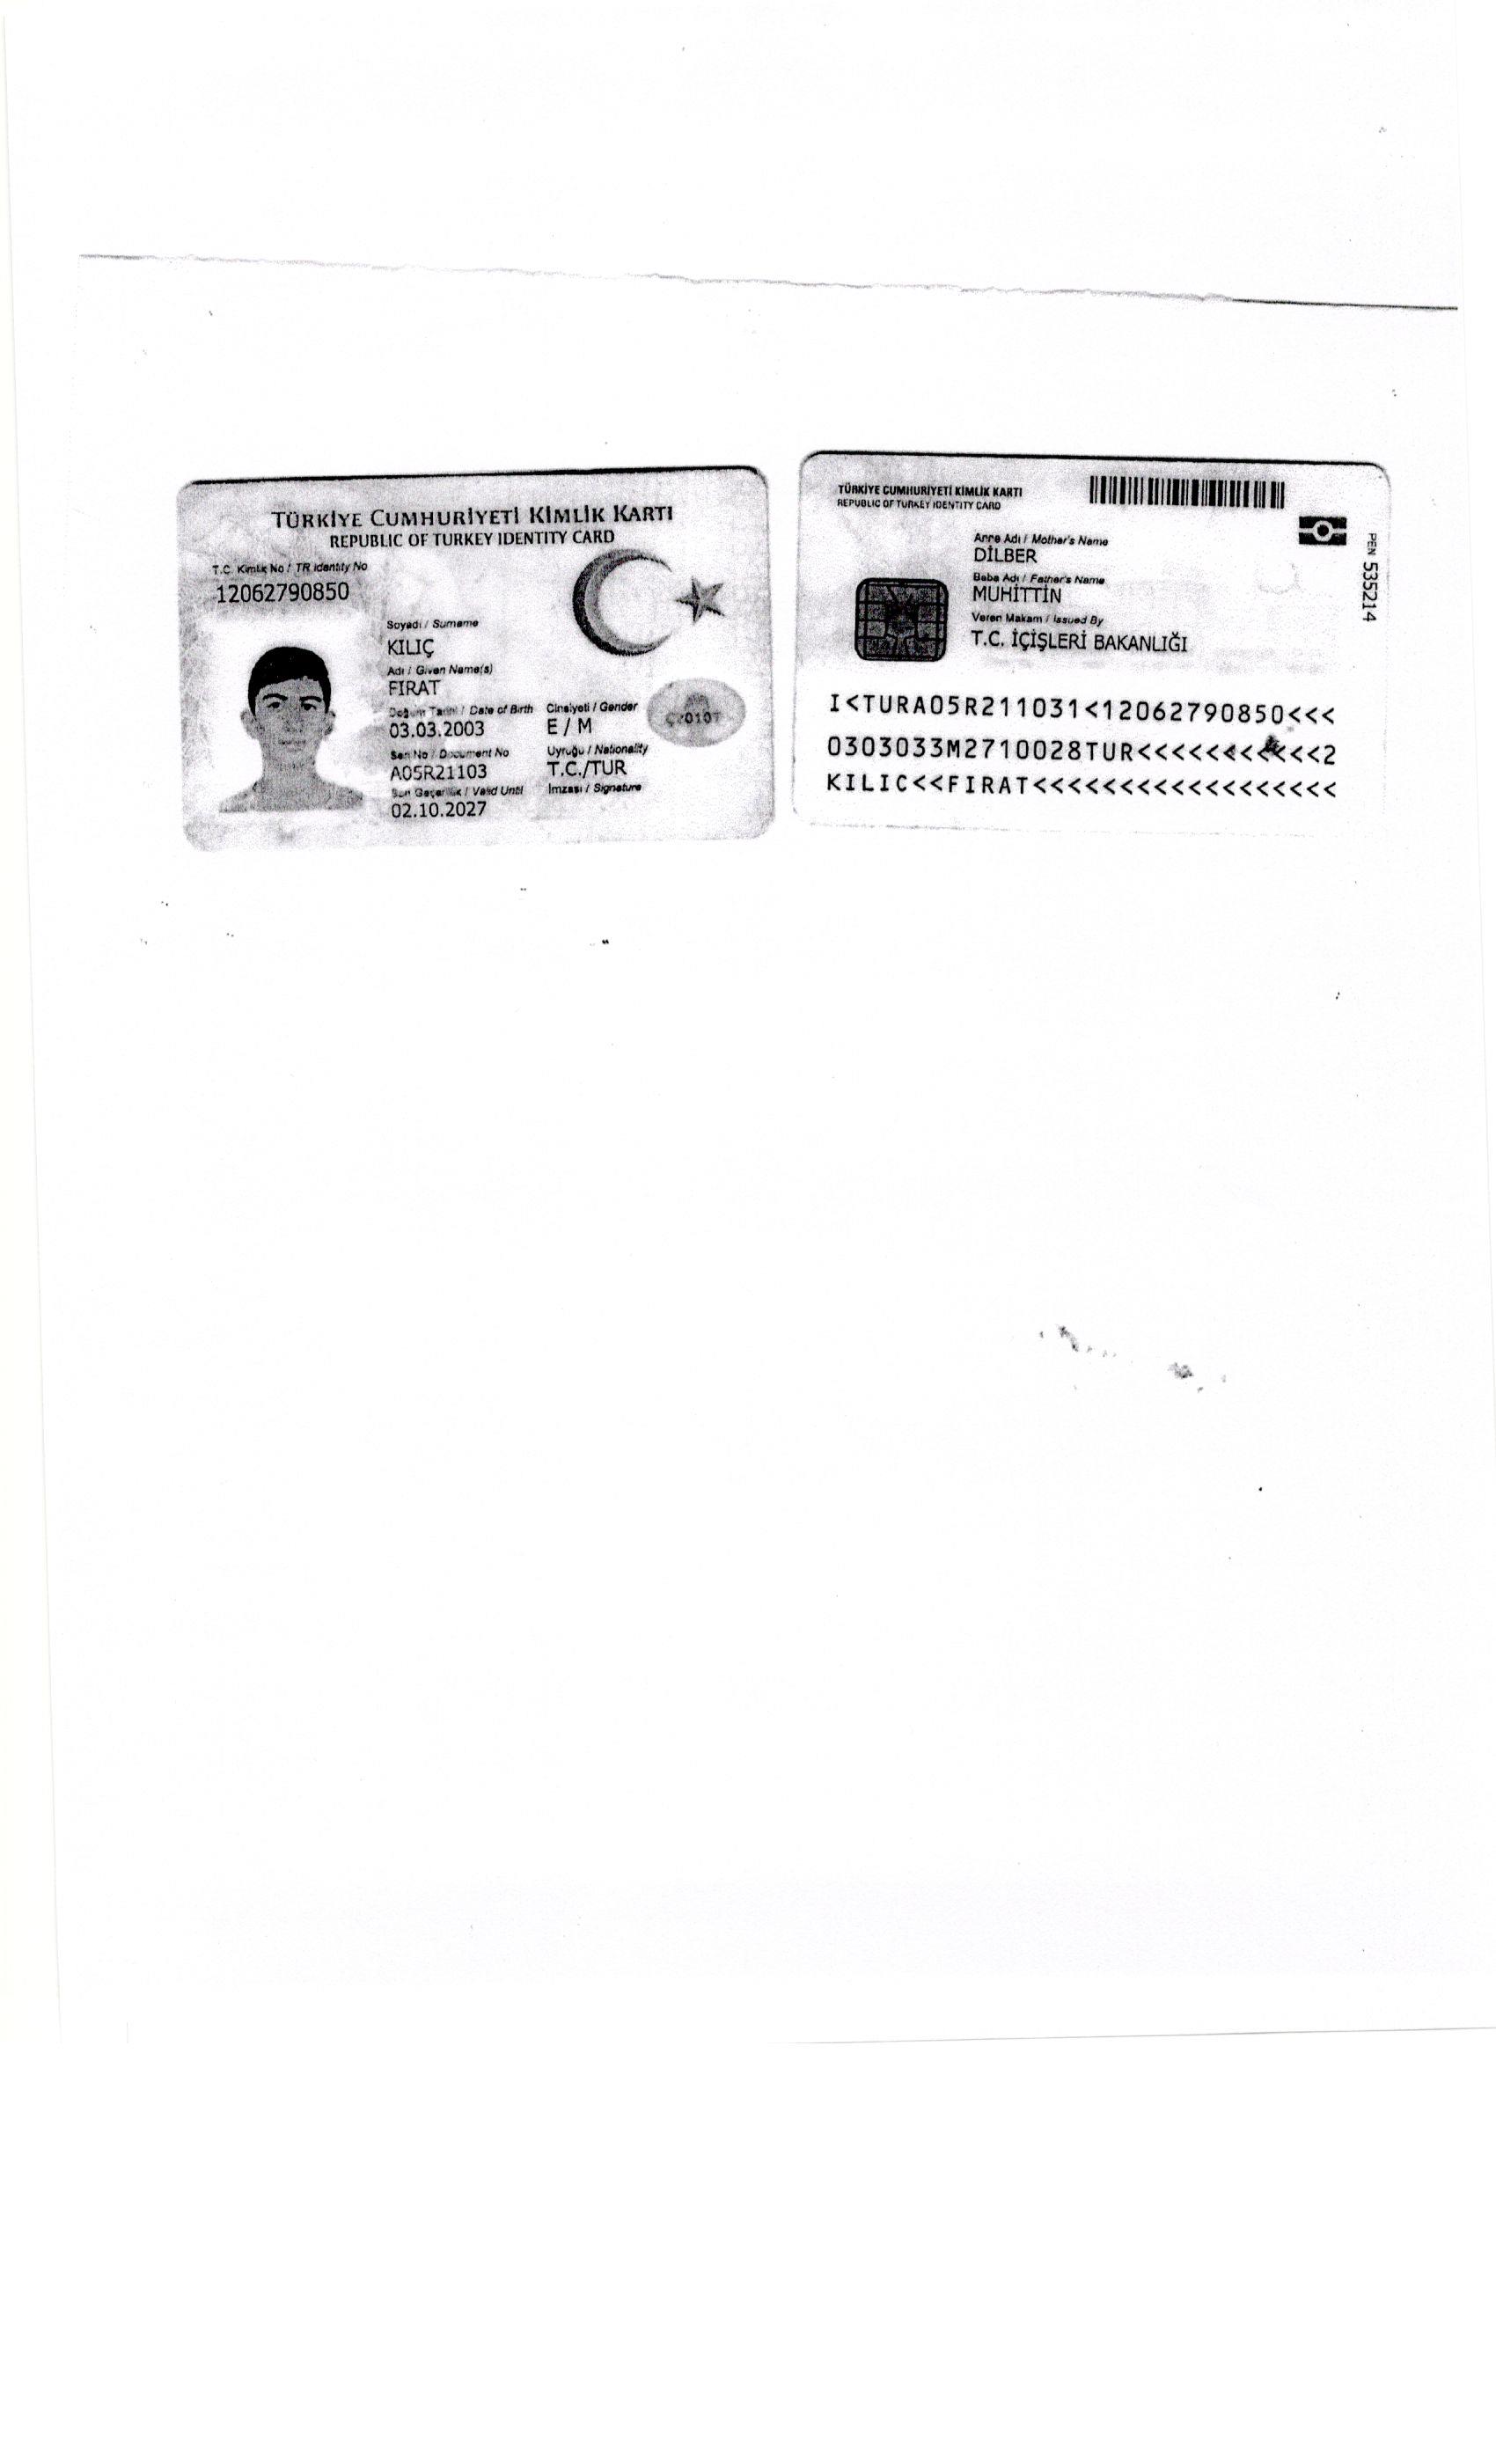 TÜRKİYE CUMHURİYETİ KİMLİK KARTI
REPUBLIC OF TURKEY IDENTITY CARD
T.C. Kimlik No / TR Identity No
12062790850
Soyadı / Surname
KILIÇ
Adı / Given Name(s)
FIRAT
Doğum Tarihi / Date of Birth Cinsiyeti / Gender
03.03.2003 E / M
Seri No / Document No Uyruğu / Nationality
A05R21103 T.C./TUR
Son Geçerlilik / Valid Until İmzası / Signature
02.10.2027
TÜRKİYE CUMHURİYETİ KİMLİK KARTI
REPUBLIC OF TURKEY IDENTITY CARD
Anne Adı / Mother's Name
DİLBER
Baba Adı / Father's Name
MUHİTTİN
Veren Makam / Issued By
T.C. İÇİŞLERİ BAKANLIĞI
PEN 535214
I<TURA05R211031<12062790850<<<
0303033M2710028TUR<<<<<<<<<<<2
KILIC<<FIRAT<<<<<<<<<<<<<<<<<<